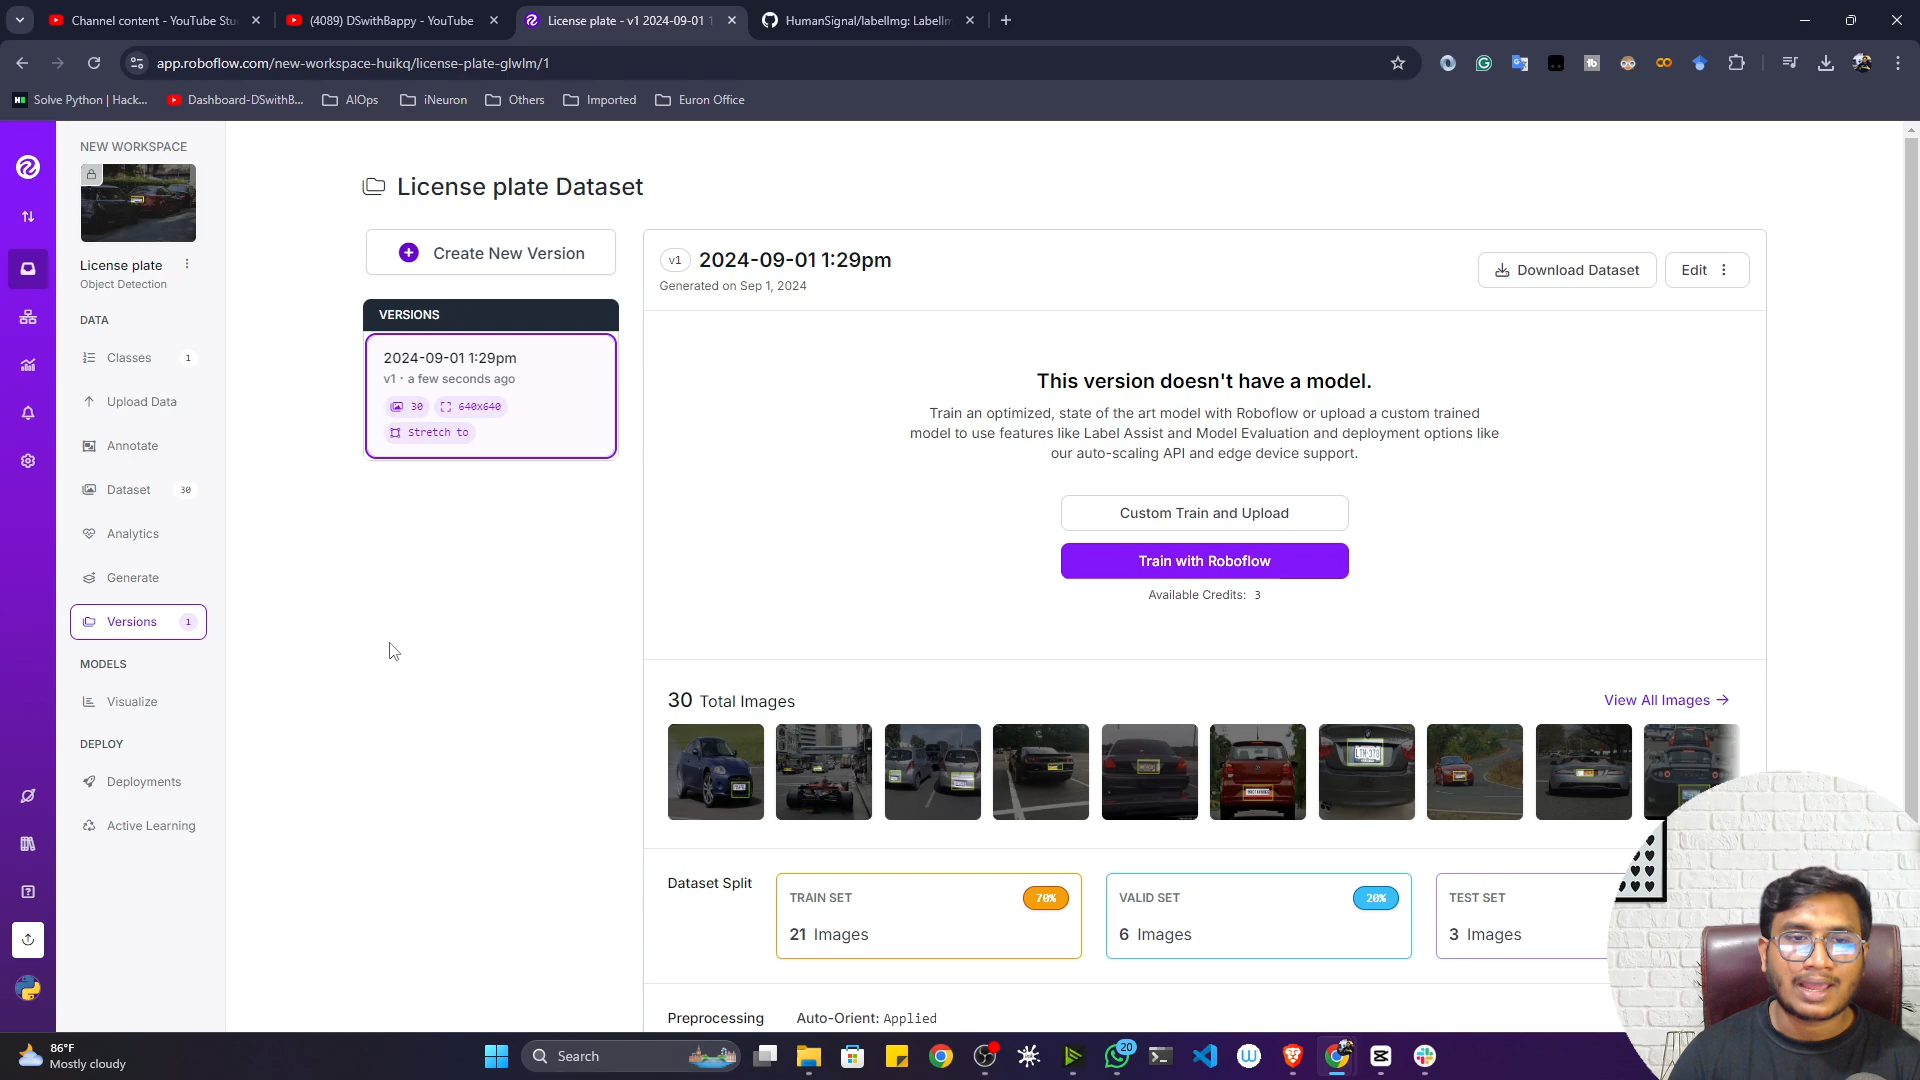 Channel content - YouTube Stu
(4089) DSwithBappy - YouTube
License plate - v1 2024-09-01 1
HumanSignal/labelImg: LabelIm
app.roboflow.com/new-workspace-huikq/license-plate-glwlm/1
Solve Python | Hack...
Dashboard-DSwithB...
AIOps
iNeuron
Others
Imported
Euron Office
NEW WORKSPACE
License plate
Object Detection
DATA
Classes 1
Upload Data
Annotate
Dataset 30
Analytics
Generate
Versions 1
MODELS
Visualize
DEPLOY
Deployments
Active Learning
License plate Dataset
Create New Version
VERSIONS
2024-09-01 1:29pm
v1 · a few seconds ago
30 640x640
Stretch to
v1 2024-09-01 1:29pm
Generated on Sep 1, 2024
Download Dataset
Edit
This version doesn't have a model.
Train an optimized, state of the art model with Roboflow or upload a custom trained
model to use features like Label Assist and Model Evaluation and deployment options like
our auto-scaling API and edge device support.
Custom Train and Upload
Train with Roboflow
Available Credits: 3
30 Total Images
View All Images →
Dataset Split
TRAIN SET 70%
21 Images
VALID SET 20%
6 Images
TEST SET
3 Images
Preprocessing
Auto-Orient: Applied
86°F
Mostly cloudy
Search
20